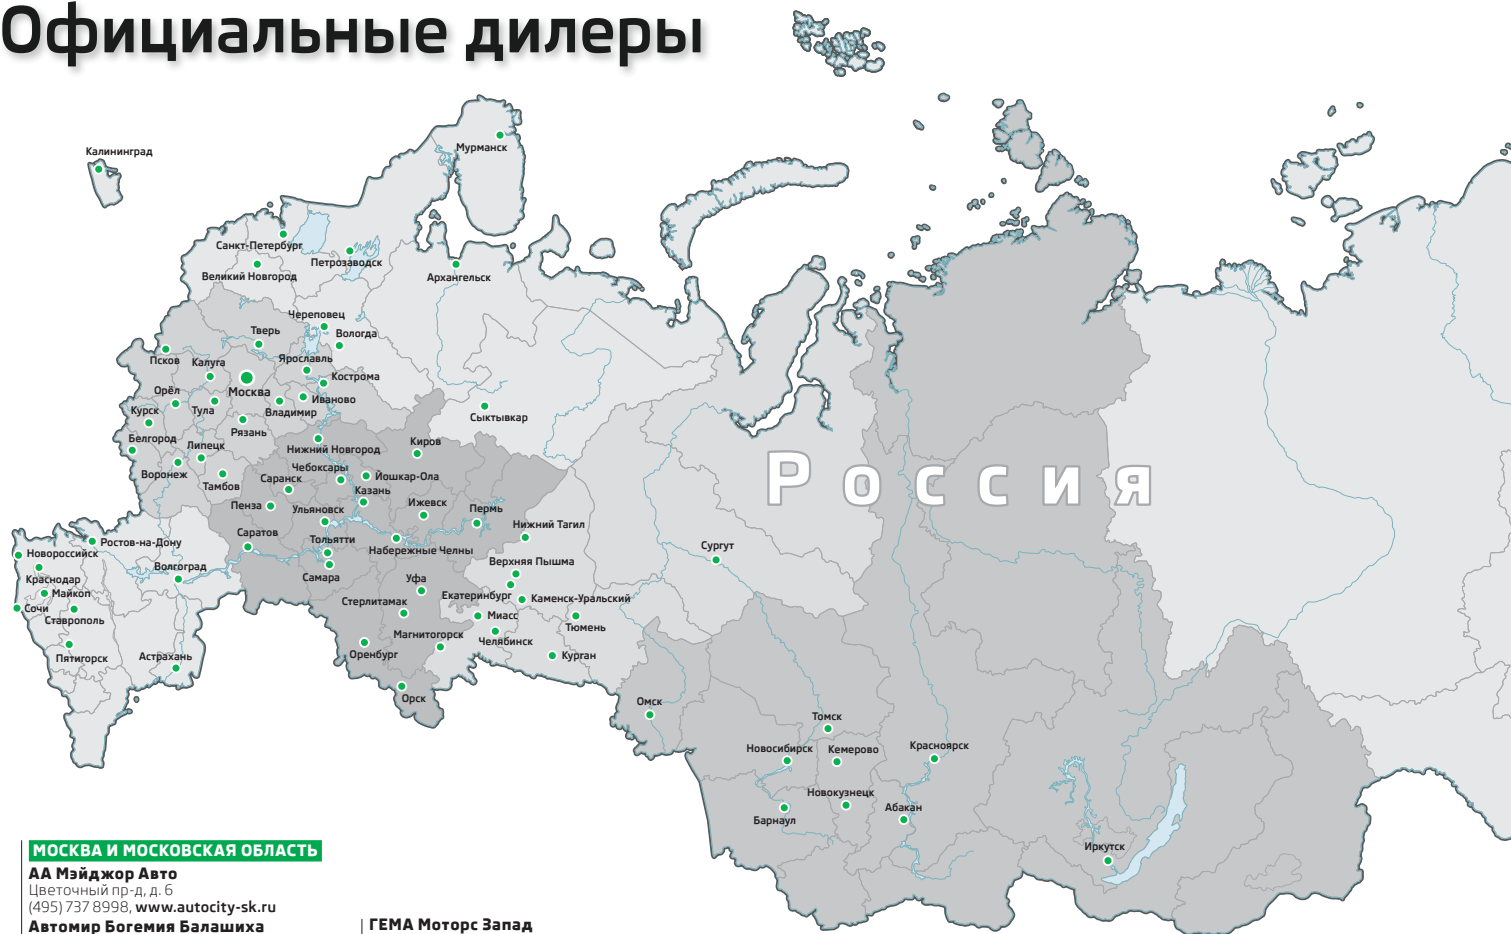 Официальные дилеры
Калининград
Мурманск
Санкт-Петербург
Петрозаводск
Великий Новгород
Архангельск
Череповец
Вологда
Тверь
Псков
Калуга
Ярославль
Кострома
Москва
Орёл
Иваново
Курск
Тула
Владимир
Сыктывкар
Рязань
Белгород
Липецк
Нижний Новгород
Киров
Россия
Воронеж
Чебоксары
Йошкар-Ола
Саранск
Тамбов
Казань
Пенза
Ульяновск
Ижевск
Пермь
Нижний Тагил
Саратов
Тольятти
Ростов-на-Дону
Набережные Челны
Сургут
Новороссийск
Волгоград
Верхняя Пышма
Самара
Уфа
Краснодар
Майкоп
Екатеринбург
Каменск-Уральский
Стерлитамак
Сочи
Миасс
Ставрополь
Тюмень
Магнитогорск
Челябинск
Пятигорск
Астрахань
Оренбург
Курган
Орск
Омск
Томск
Новосибирск
Кемерово
Красноярск
Новокузнецк
Абакан
Барнаул
Иркутск
МОСКВА И МОСКОВСКАЯ ОБЛАСТЬ
АА Мэйджор Авто
Цветочный пр-д, д. 6
(495) 737 8998, www.autocity-sk.ru
Автомир Богемия Балашиха
ГЕМА Моторс Запад